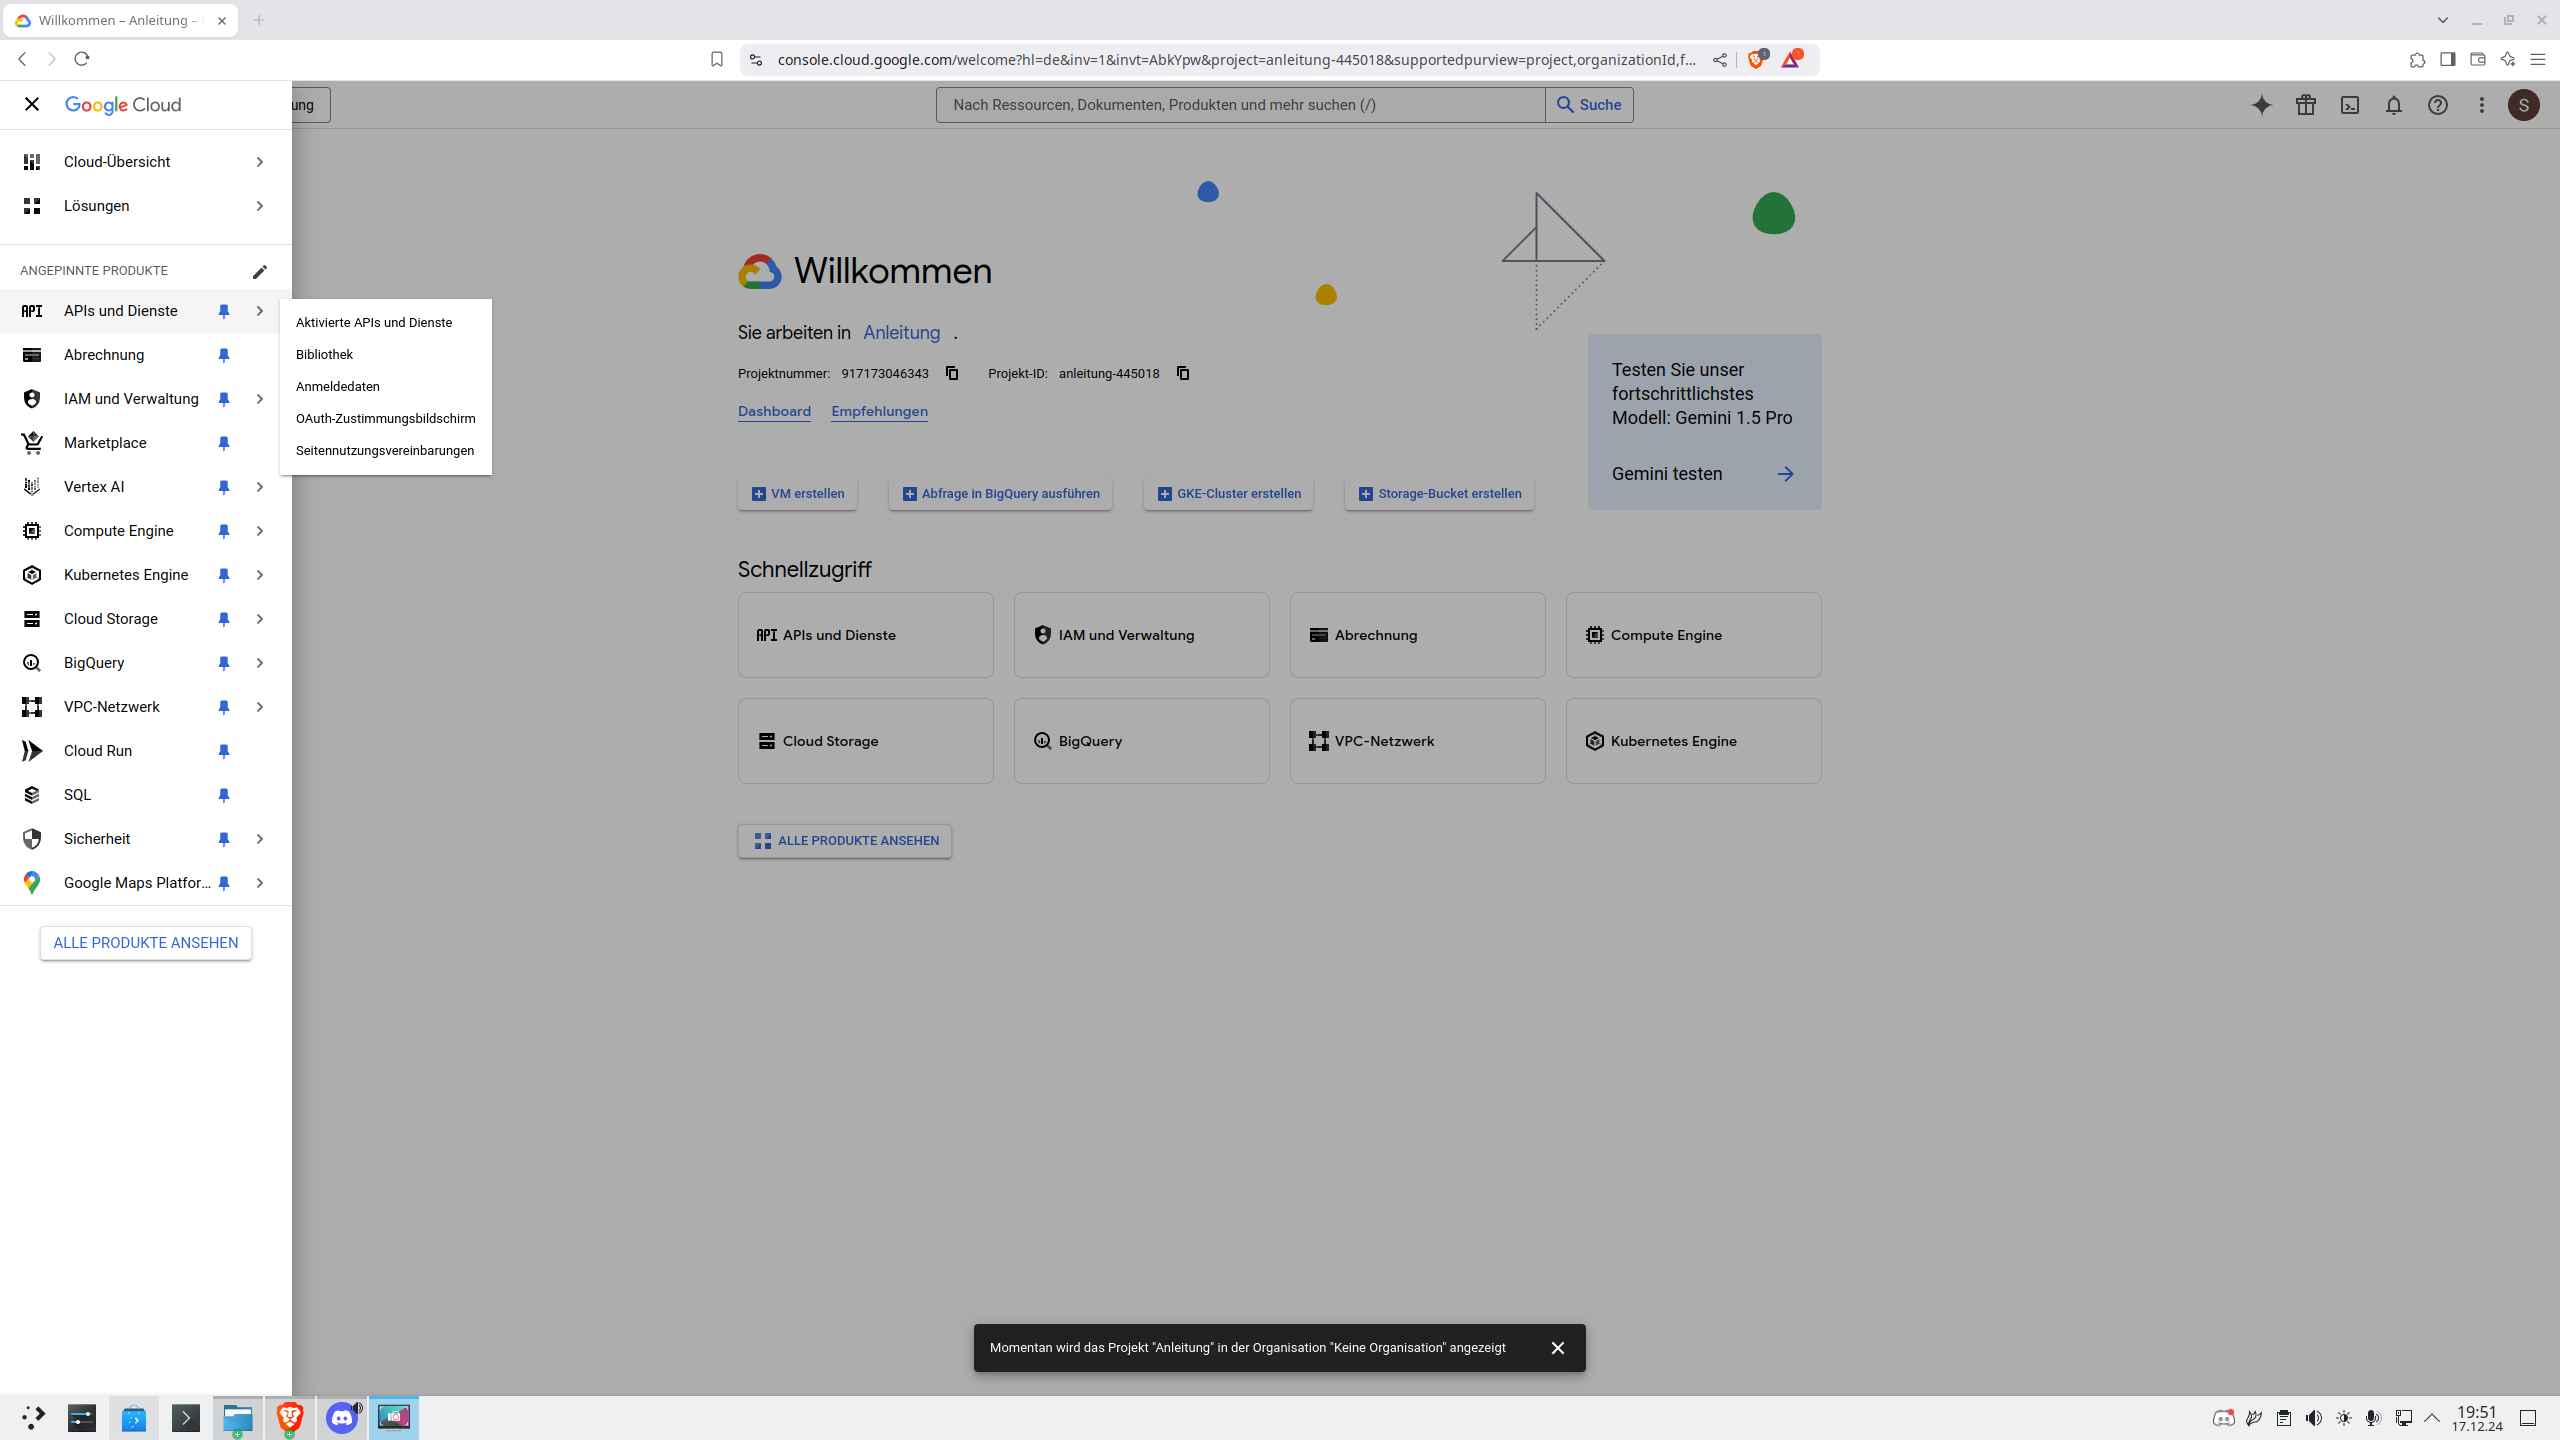 Willkommen – Anleitung –
console.cloud.google.com/welcome?hl=de&inv=1&invt=AbkYpw&project=anleitung-445018&supportedpurview=project,organizationId,f...
Google Cloud
ung
Nach Ressourcen, Dokumenten, Produkten und mehr suchen (/)
Suche
S
Cloud-Übersicht
Lösungen
ANGEPINNTE PRODUKTE
APIs und Dienste
Abrechnung
IAM und Verwaltung
Marketplace
Vertex AI
Compute Engine
Kubernetes Engine
Cloud Storage
BigQuery
VPC-Netzwerk
Cloud Run
SQL
Sicherheit
Google Maps Platfor...
ALLE PRODUKTE ANSEHEN
Aktivierte APIs und Dienste
Bibliothek
Anmeldedaten
OAuth-Zustimmungsbildschirm
Seitennutzungsvereinbarungen
Willkommen
Sie arbeiten in Anleitung .
Projektnummer: 917173046343 Projekt-ID: anleitung-445018
Dashboard Empfehlungen
Testen Sie unser
fortschrittlichstes
Modell: Gemini 1.5 Pro
Gemini testen
VM erstellen
Abfrage in BigQuery ausführen
GKE-Cluster erstellen
Storage-Bucket erstellen
Schnellzugriff
API APIs und Dienste
IAM und Verwaltung
Abrechnung
Compute Engine
Cloud Storage
BigQuery
VPC-Netzwerk
Kubernetes Engine
ALLE PRODUKTE ANSEHEN
Momentan wird das Projekt "Anleitung" in der Organisation "Keine Organisation" angezeigt
19:51
17.12.24